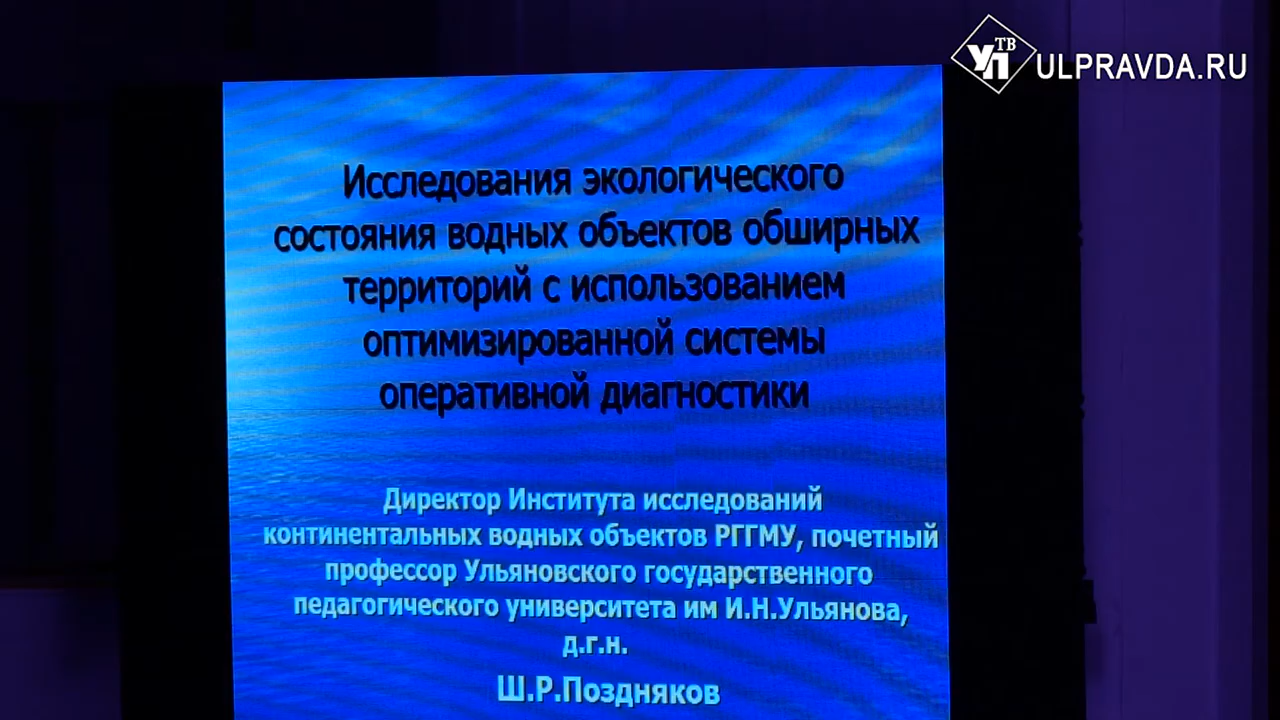 УП ТВ ULPRAVDA.RU
Исследования экологического
состояния водных объектов обширных
территорий с использованием
оптимизированной системы
оперативной диагностики
Директор Института исследований
континентальных водных объектов РГГМУ, почетный
профессор Ульяновского государственного
педагогического университета им И.Н.Ульянова,
д.г.н.
Ш.Р.Поздняков